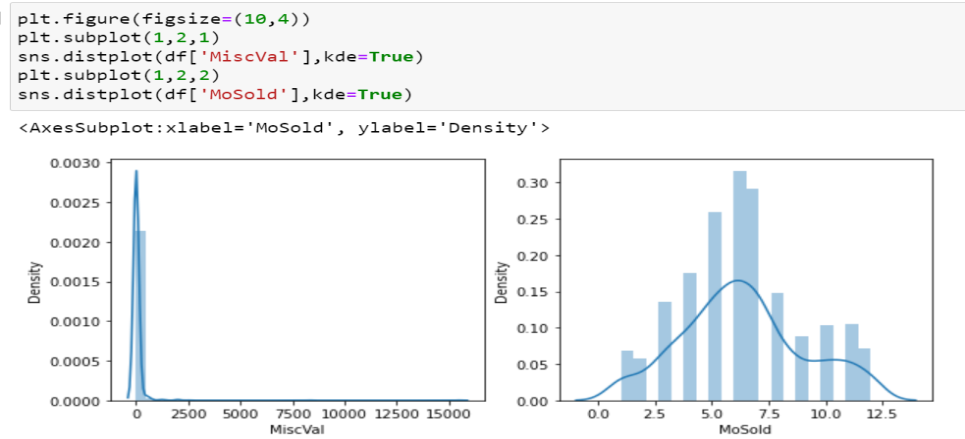 plt.figure(figsize=(10,4))
plt.subplot(1,2,1)
sns.distplot(df['MiscVal'],kde=True)
plt.subplot(1,2,2)
sns.distplot(df['MoSold'],kde=True)
<AxesSubplot:xlabel='MoSold', ylabel='Density'>
0.0030
0.0025
0.0020
0.0015
0.0010
0.0005
0.0000
Density
0 2500 5000 7500 10000 12500 15000
MiscVal
0.30
0.25
0.20
0.15
0.10
0.05
0.00
Density
0.0 2.5 5.0 7.5 10.0 12.5
MoSold